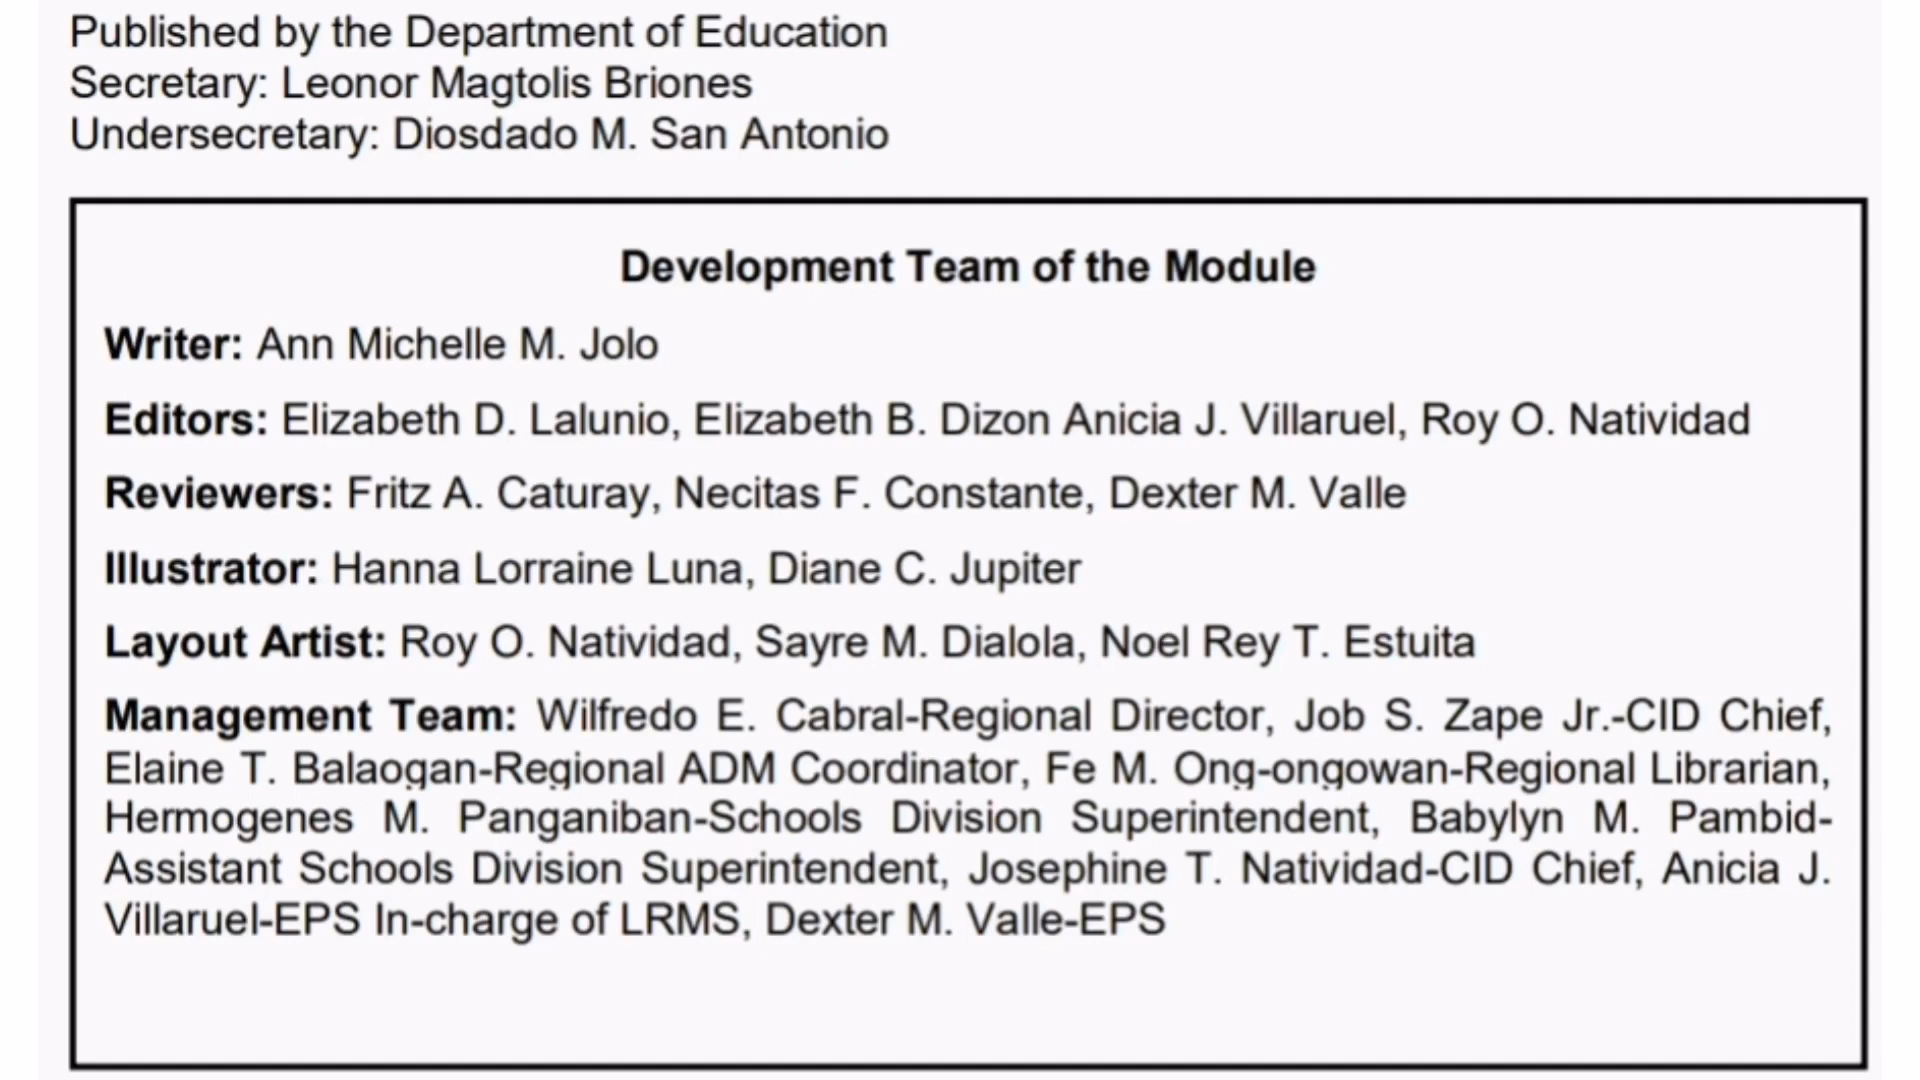 Published by the Department of Education
Secretary: Leonor Magtolis Briones
Undersecretary: Diosdado M. San Antonio
Development Team of the Module
Writer: Ann Michelle M. Jolo
Editors: Elizabeth D. Lalunio, Elizabeth B. Dizon Anicia J. Villaruel, Roy O. Natividad
Reviewers: Fritz A. Caturay, Necitas F. Constante, Dexter M. Valle
Illustrator: Hanna Lorraine Luna, Diane C. Jupiter
Layout Artist: Roy O. Natividad, Sayre M. Dialola, Noel Rey T. Estuita
Management Team: Wilfredo E. Cabral-Regional Director, Job S. Zape Jr.-CID Chief,
Elaine T. Balaogan-Regional ADM Coordinator, Fe M. Ong-ongowan-Regional Librarian,
Hermogenes M. Panganiban-Schools Division Superintendent, Babylyn M. Pambid-
Assistant Schools Division Superintendent, Josephine T. Natividad-CID Chief, Anicia J.
Villaruel-EPS In-charge of LRMS, Dexter M. Valle-EPS